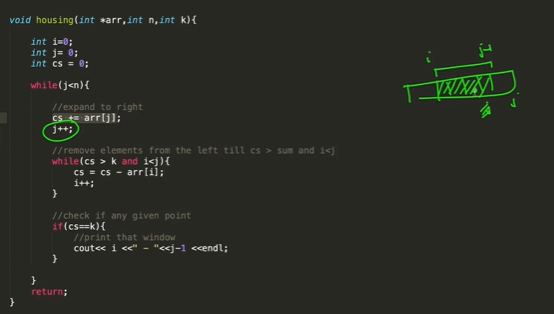 void housing(int *arr,int n,int k){
int i=0;
int j= 0;
int cs = 0;
while(j<n){
//expand to right
cs += arr[j];
j++;
//remove elements from the left till cs > sum and i<j
while(cs > k and i<j){
cs = cs - arr[i];
i++;
}
//check if any given point
if(cs==k){
//print that window
cout<< i <<" - "<<j-1 <<endl;
}
}
return;
}
i j-1
j